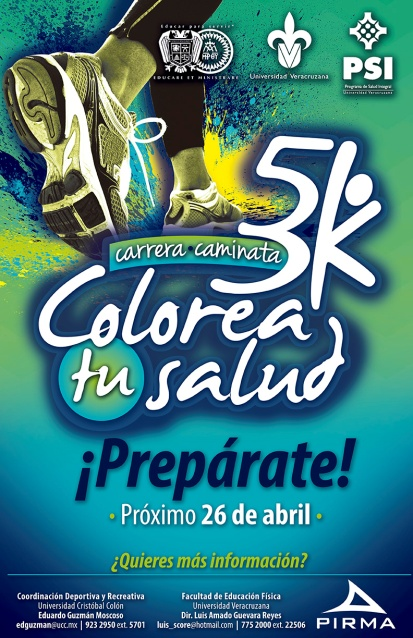 Educar para servir
EDUCARE ET MINISTRARE
Universidad Veracruzana
PSI
Programa de Salud Integral
Universidad Veracruzana
5k
carrera • caminata
Colorea
tu salud
¡Prepárate!
• Próximo 26 de abril •
¿Quieres más información?
Coordinación Deportiva y Recreativa
Universidad Cristóbal Colón
Eduardo Guzmán Moscoso
edguzman@ucc.mx | 923 2950 ext. 5701
Facultad de Educación Física
Universidad Veracruzana
Dir. Luis Amado Guevara Reyes
luis_score@hotmail.com | 775 2000 ext. 22506
PIRMA